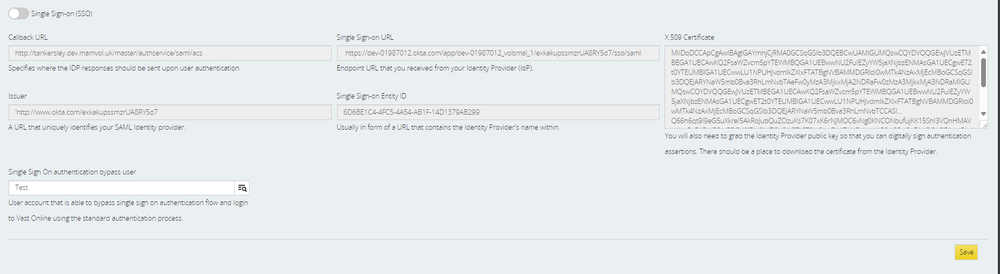 Single Sign-on (SSO)
Callback URL
http://tankersley.dev.mamvol.uk/master/authservice/saml/acs
Specifies where the IDP responses should be sent upon user authentication.
Single Sign-on URL
https://dev-01987012.okta.com/app/dev-01987012_volsmal_1/exkakupssmzrUA8RY5d7/sso/saml
Endpoint URL that you received from your Identity Provider (IdP).
Issuer
'http://www.okta.com/exkakupssmzrUA8RY5d7
A URL that uniquely identifies your SAML Identity provider.
Single Sign-on Entity ID
6D6BE1C4-4FC5-4A54-AB1F-14D1379AB299
Usually in form of a URL that contains the Identity Provider's name within.
X.509 Certificate
MIIDqDCCApCgAwIBAgIGAYmhjCjRMA0GCSqGSIb3DQEBCwUAMIGUMQswCQYDVQQGEwJVUzETM
BEGA1UECAwKQ2FsaWZvcm5pYTEWMBQGA1UEBwwNU2FuIEZyYW5jaXNjbzENMAsGA1UECgwET2
t0YTEUMBIGA1UECwwLU1NPUHJvdmlkZXIxFTATBgNVBAMMDGRldi0wMTk4NzAxMjEcMBoGCSqGSI
b3DQEJARYNaW5mb0Bva3RhLmNvbTAeFw0yMzA3MjkxMjA2NDRaFw0zMzA3MjkxMjA3NDRaMIGU
MQswCQYDVQQGEwJVUzETMBEGA1UECAwKQ2FsaWZvcm5pYTEWMBQGA1UEBwwNU2FuIEZyYW
5jaXNjbzENMAsGA1UECgwET2t0YTEUMBIGA1UECwwLU1NPUHJvdmlkZXIxFTATBgNVBAMMDGRldi0
wMTk4NzAxMjEcMBoGCSqGSIb3DQEJARYNaW5mb0Bva3RhLmNvbTCCASI...
Q66h6qt9I9eG5uXkreI5AkRoJubQuZOzuKs7K07xK6rNJMOC6vNg0KNCONbufujKK15ShI3VQnHMAV
You will also need to grab the Identity Provider public key so that you can digitally sign authentication
assertions. There should be a place to download the certificate from the Identity Provider.
Single Sign On authentication bypass user
Test
User account that is able to bypass single sign on authentication flow and login
to Vast Online using the standard authentication process.
Save